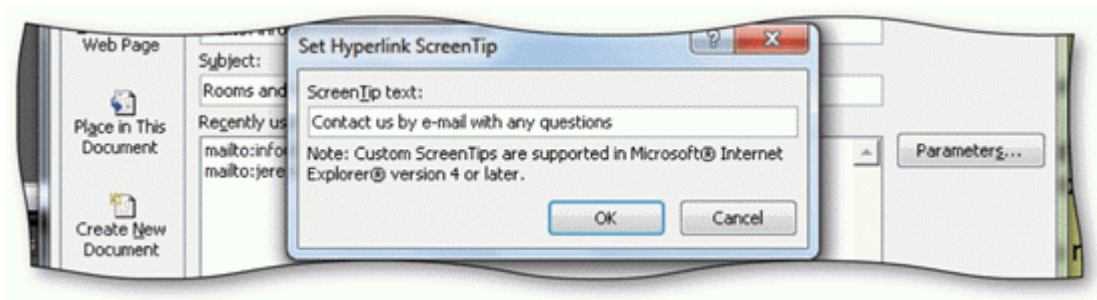 Web Page
Subject:
Rooms and
Place in This
Document
Recently us
mailto:info
mailto:jere
Create New
Document
Set Hyperlink ScreenTip
ScreenTip text:
Contact us by e-mail with any questions
Note: Custom ScreenTips are supported in Microsoft® Internet
Explorer® version 4 or later.
OK
Cancel
Parameters...